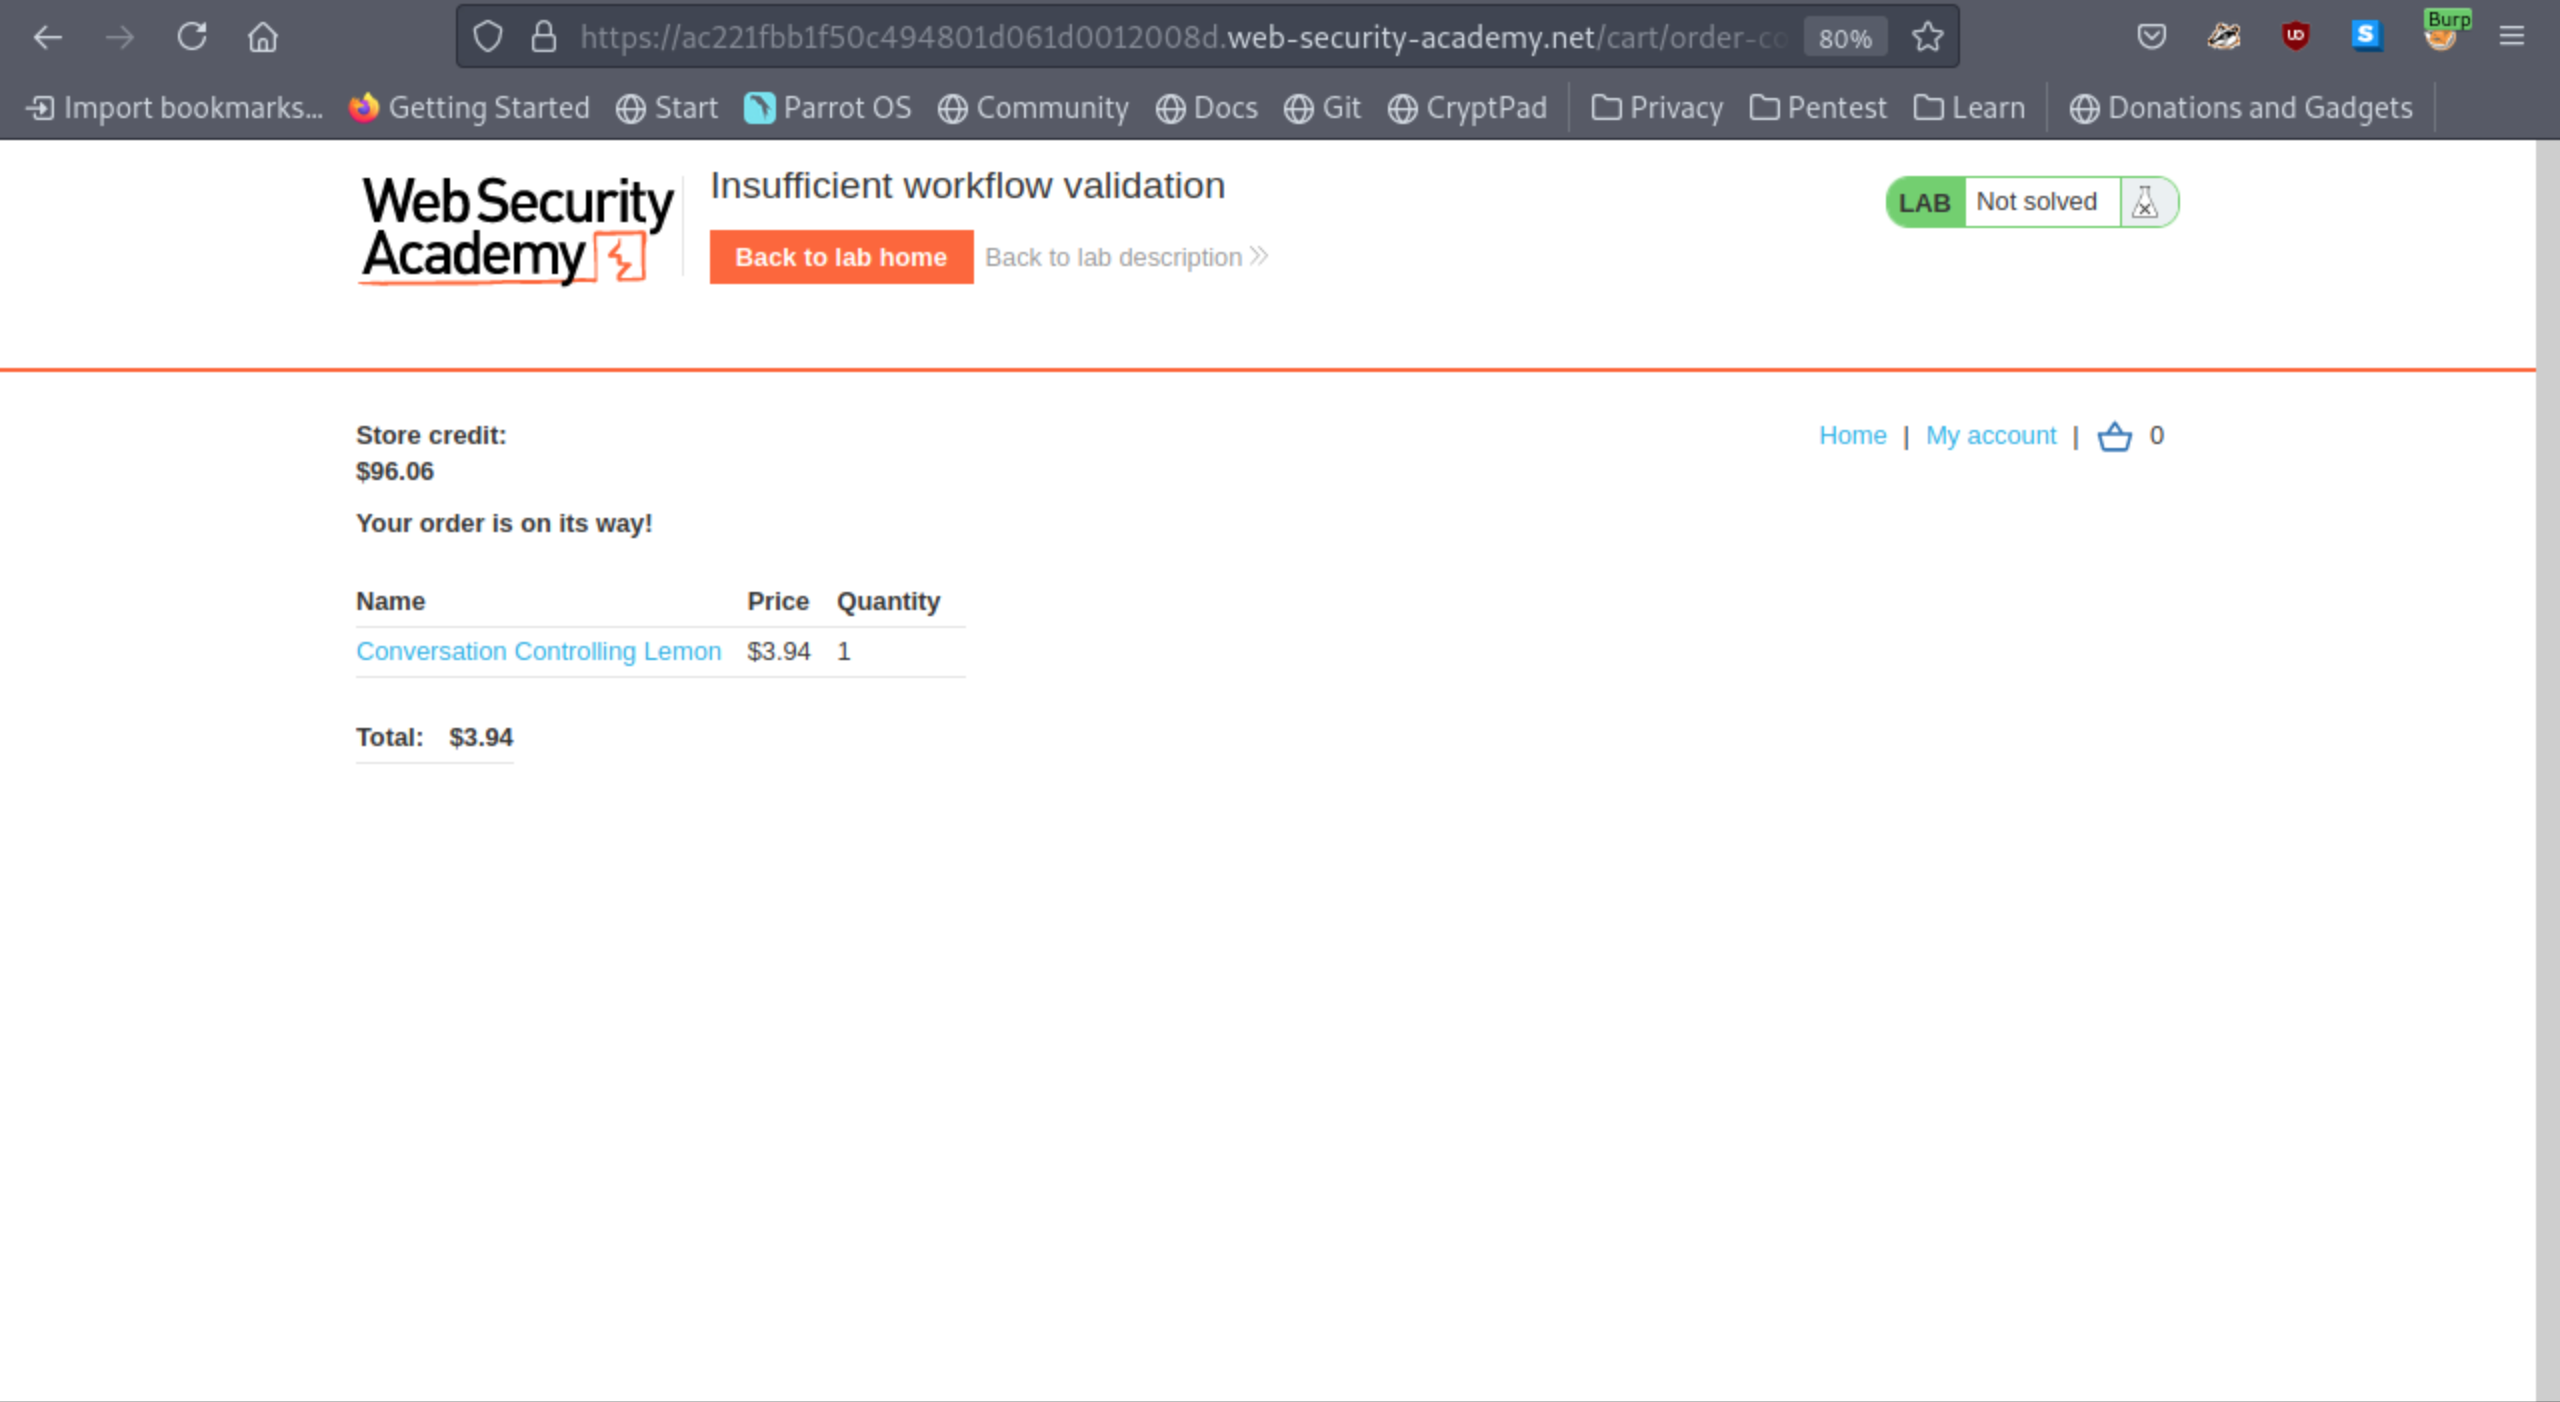 https://ac221fbb1f50c494801d061d0012008d.web-security-academy.net/cart/order-co 80% S Burp
Import bookmarks... Getting Started Start Parrot OS Community Docs Git CryptPad Privacy Pentest Learn Donations and Gadgets
Web Security
Academy
Insufficient workflow validation
Back to lab home Back to lab description
LAB Not solved
Store credit:
$96.06
Home | My account | 0
Your order is on its way!
Name Price Quantity
Conversation Controlling Lemon $3.94 1
Total: $3.94